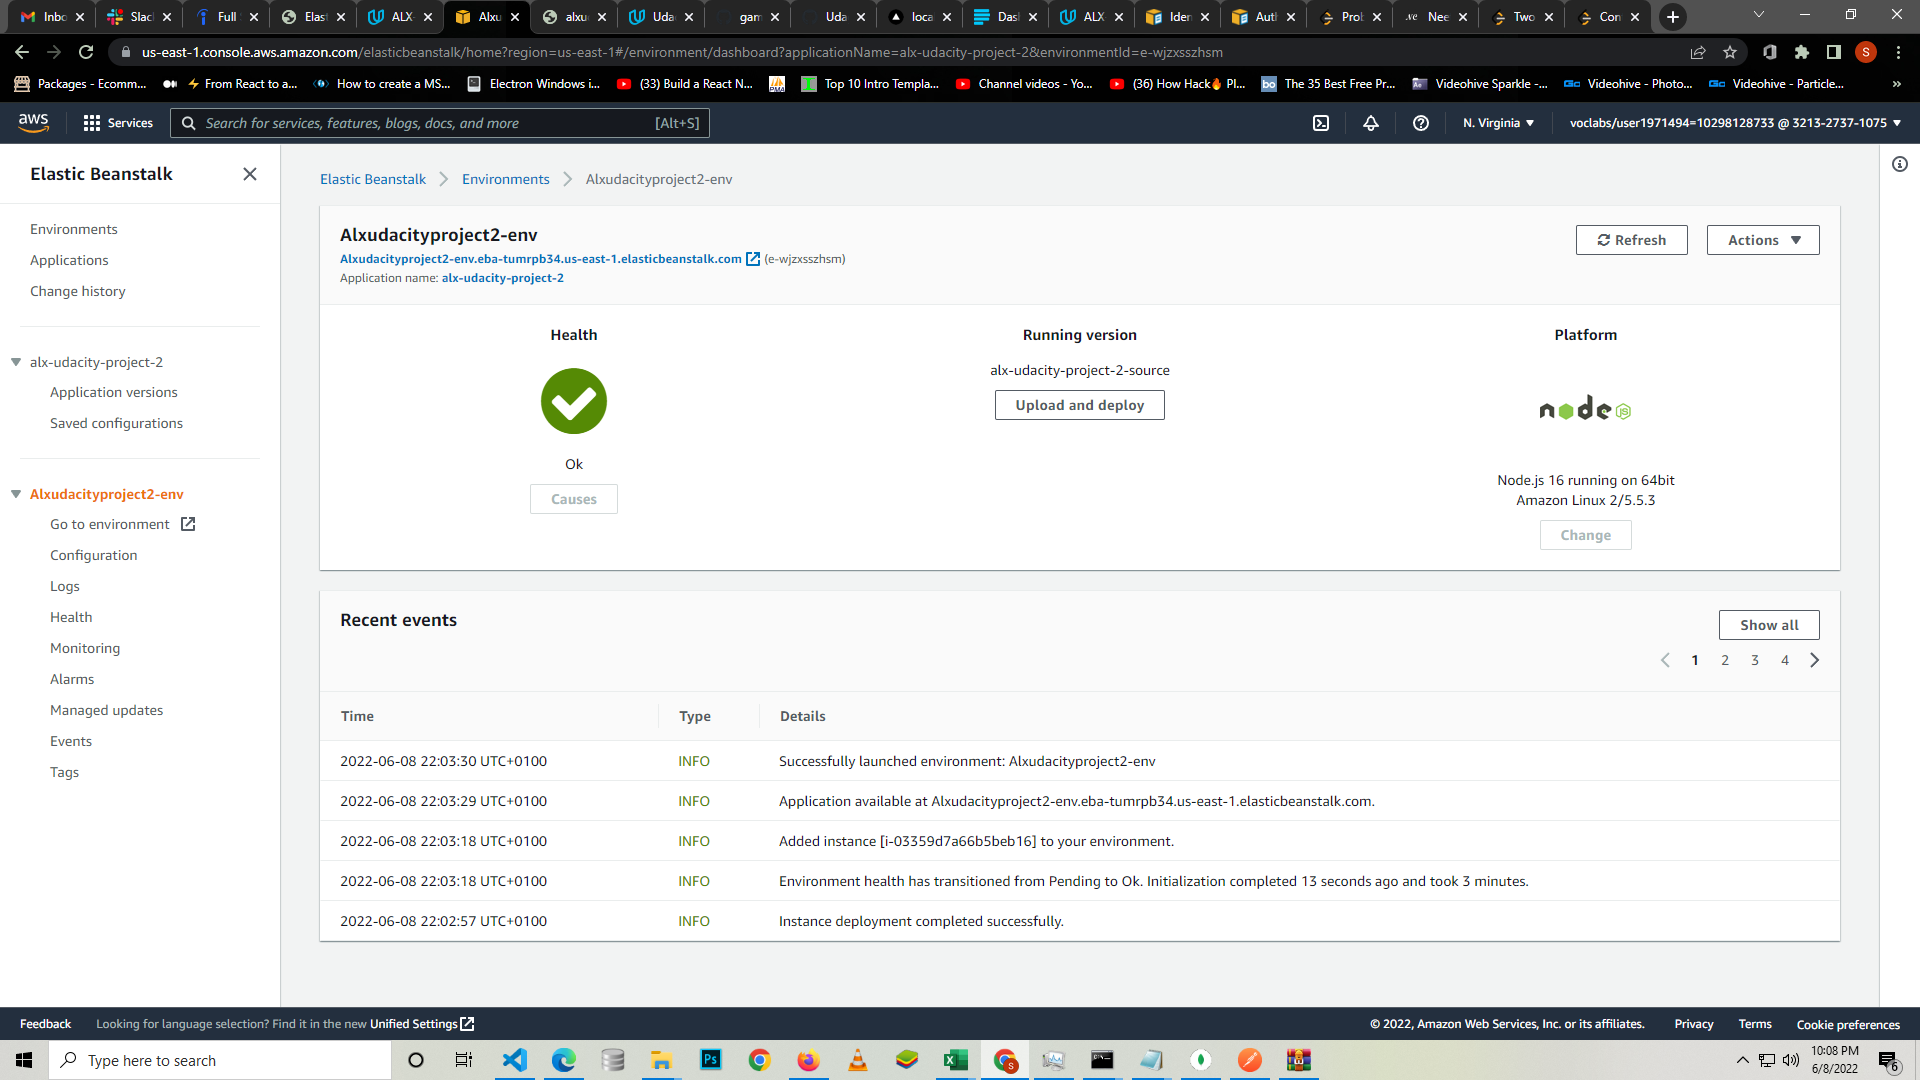 Inbo
Slac
Full
Elast
ALX-
Alxu
alxud
Udac
gam
Uda
loca
Dasl
ALX
Iden
Auth
Prob
Nee
Two
Con
us-east-1.console.aws.amazon.com/elasticbeanstalk/home?region=us-east-1#/environment/dashboard?applicationName=alx-udacity-project-2&environmentId=e-wjzxsszhsm
S
Packages - Ecomm...
From React to a...
How to create a MS...
Electron Windows i...
(33) Build a React N...
Top 10 Intro Templa...
Channel videos - Yo...
(36) How Hack🔥 Pl...
The 35 Best Free Pr...
Videohive Sparkle -...
Videohive - Photo...
Videohive - Particle...
»
aws
Services
Search for services, features, blogs, docs, and more
[Alt+S]
N. Virginia
voclabs/user1971494=10298128733 @ 3213-2737-1075
Elastic Beanstalk
Environments
Applications
Change history
alx-udacity-project-2
Application versions
Saved configurations
Alxudacityproject2-env
Go to environment
Configuration
Logs
Health
Monitoring
Alarms
Managed updates
Events
Tags
Elastic Beanstalk
Environments
Alxudacityproject2-env
Alxudacityproject2-env
Alxudacityproject2-env.eba-tumrpb34.us-east-1.elasticbeanstalk.com (e-wjzxsszhsm)
Application name: alx-udacity-project-2
Refresh
Actions
Health
Ok
Causes
Running version
alx-udacity-project-2-source
Upload and deploy
Platform
node JS
Node.js 16 running on 64bit
Amazon Linux 2/5.5.3
Change
Recent events
Show all
1 2 3 4
Time Type Details
2022-06-08 22:03:30 UTC+0100 INFO Successfully launched environment: Alxudacityproject2-env
2022-06-08 22:03:29 UTC+0100 INFO Application available at Alxudacityproject2-env.eba-tumrpb34.us-east-1.elasticbeanstalk.com.
2022-06-08 22:03:18 UTC+0100 INFO Added instance [i-03359d7a66b5beb16] to your environment.
2022-06-08 22:03:18 UTC+0100 INFO Environment health has transitioned from Pending to Ok. Initialization completed 13 seconds ago and took 3 minutes.
2022-06-08 22:02:57 UTC+0100 INFO Instance deployment completed successfully.
Feedback
Looking for language selection? Find it in the new Unified Settings
© 2022, Amazon Web Services, Inc. or its affiliates.
Privacy
Terms
Cookie preferences
Type here to search
Ps
10:08 PM
6/8/2022
6